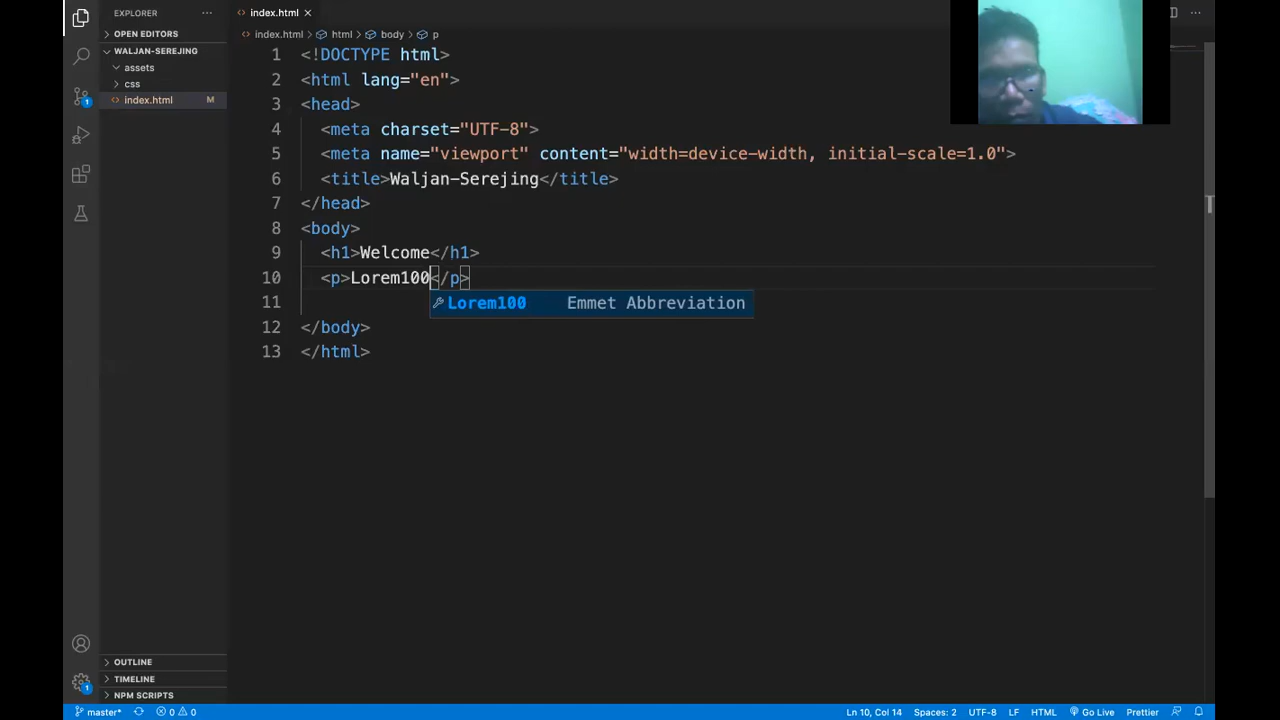 EXPLORER
OPEN EDITORS
WALJAN-SEREJING
assets
css
index.html M
index.html
index.html > html > body > p
1 <!DOCTYPE html>
2 <html lang="en">
3 <head>
4 <meta charset="UTF-8">
5 <meta name="viewport" content="width=device-width, initial-scale=1.0">
6 <title>Waljan-Serejing</title>
7 </head>
8 <body>
9 <h1>Welcome</h1>
10 <p>Lorem100</p>
Lorem100 Emmet Abbreviation
11
12 </body>
13 </html>
1
1
OUTLINE
TIMELINE
NPM SCRIPTS
master* 0 0 Ln 10, Col 14 Spaces: 2 UTF-8 LF HTML Go Live Prettier